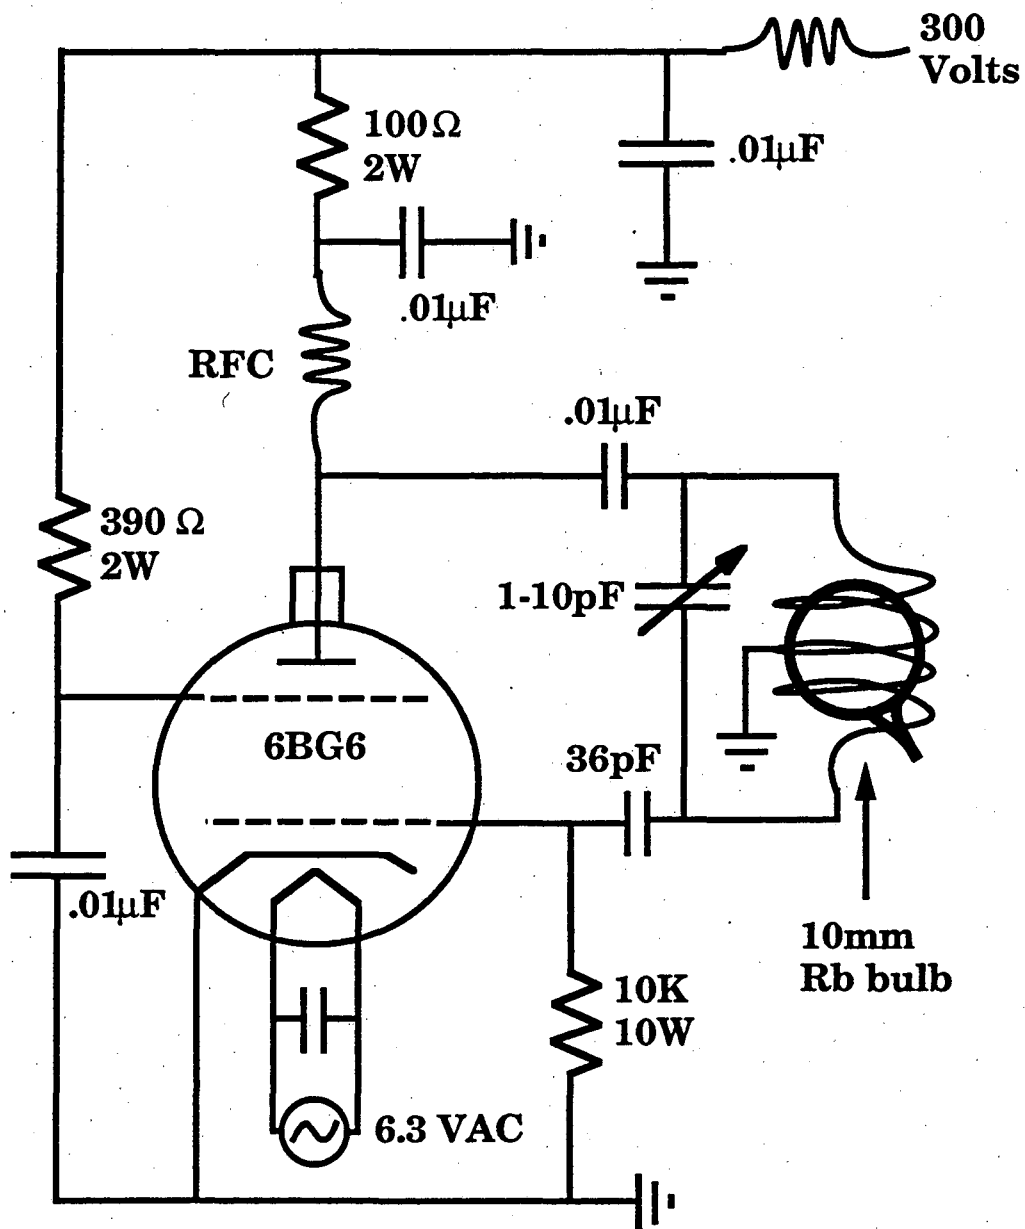 300
Volts
100Ω
2W
.01μF
.01μF
RFC
.01μF
390 Ω
2W
1-10pF
6BG6
36pF
.01μF
10mm
Rb bulb
10K
10W
6.3 VAC